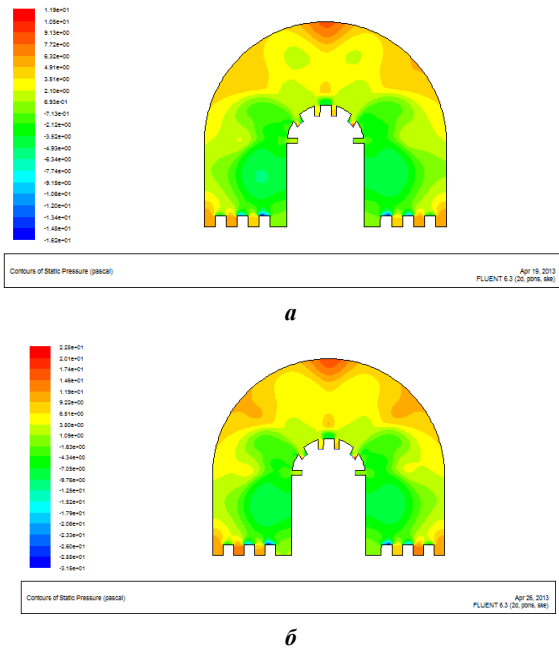 1.19e+01
1.05e+01
9.13e+00
7.72e+00
6.32e+00
4.91e+00
3.51e+00
2.10e+00
6.93e-01
-7.13e-01
-2.12e+00
-3.52e+00
-4.93e+00
-6.34e+00
-7.74e+00
-9.15e+00
-1.06e+01
-1.20e+01
-1.34e+01
-1.48e+01
-1.62e+01
Contours of Static Pressure (pascal)
Apr 19, 2013
FLUENT 6.3 (2d, pbns, ske)
а
2.28e+01
2.01e+01
1.74e+01
1.46e+01
1.19e+01
9.22e+00
6.51e+00
3.80e+00
1.09e+00
-1.63e+00
-4.34e+00
-7.05e+00
-9.76e+00
-1.25e+01
-1.52e+01
-1.79e+01
-2.06e+01
-2.33e+01
-2.60e+01
-2.88e+01
-3.15e+01
Contours of Static Pressure (pascal)
Apr 26, 2013
FLUENT 6.3 (2d, pbns, ske)
б